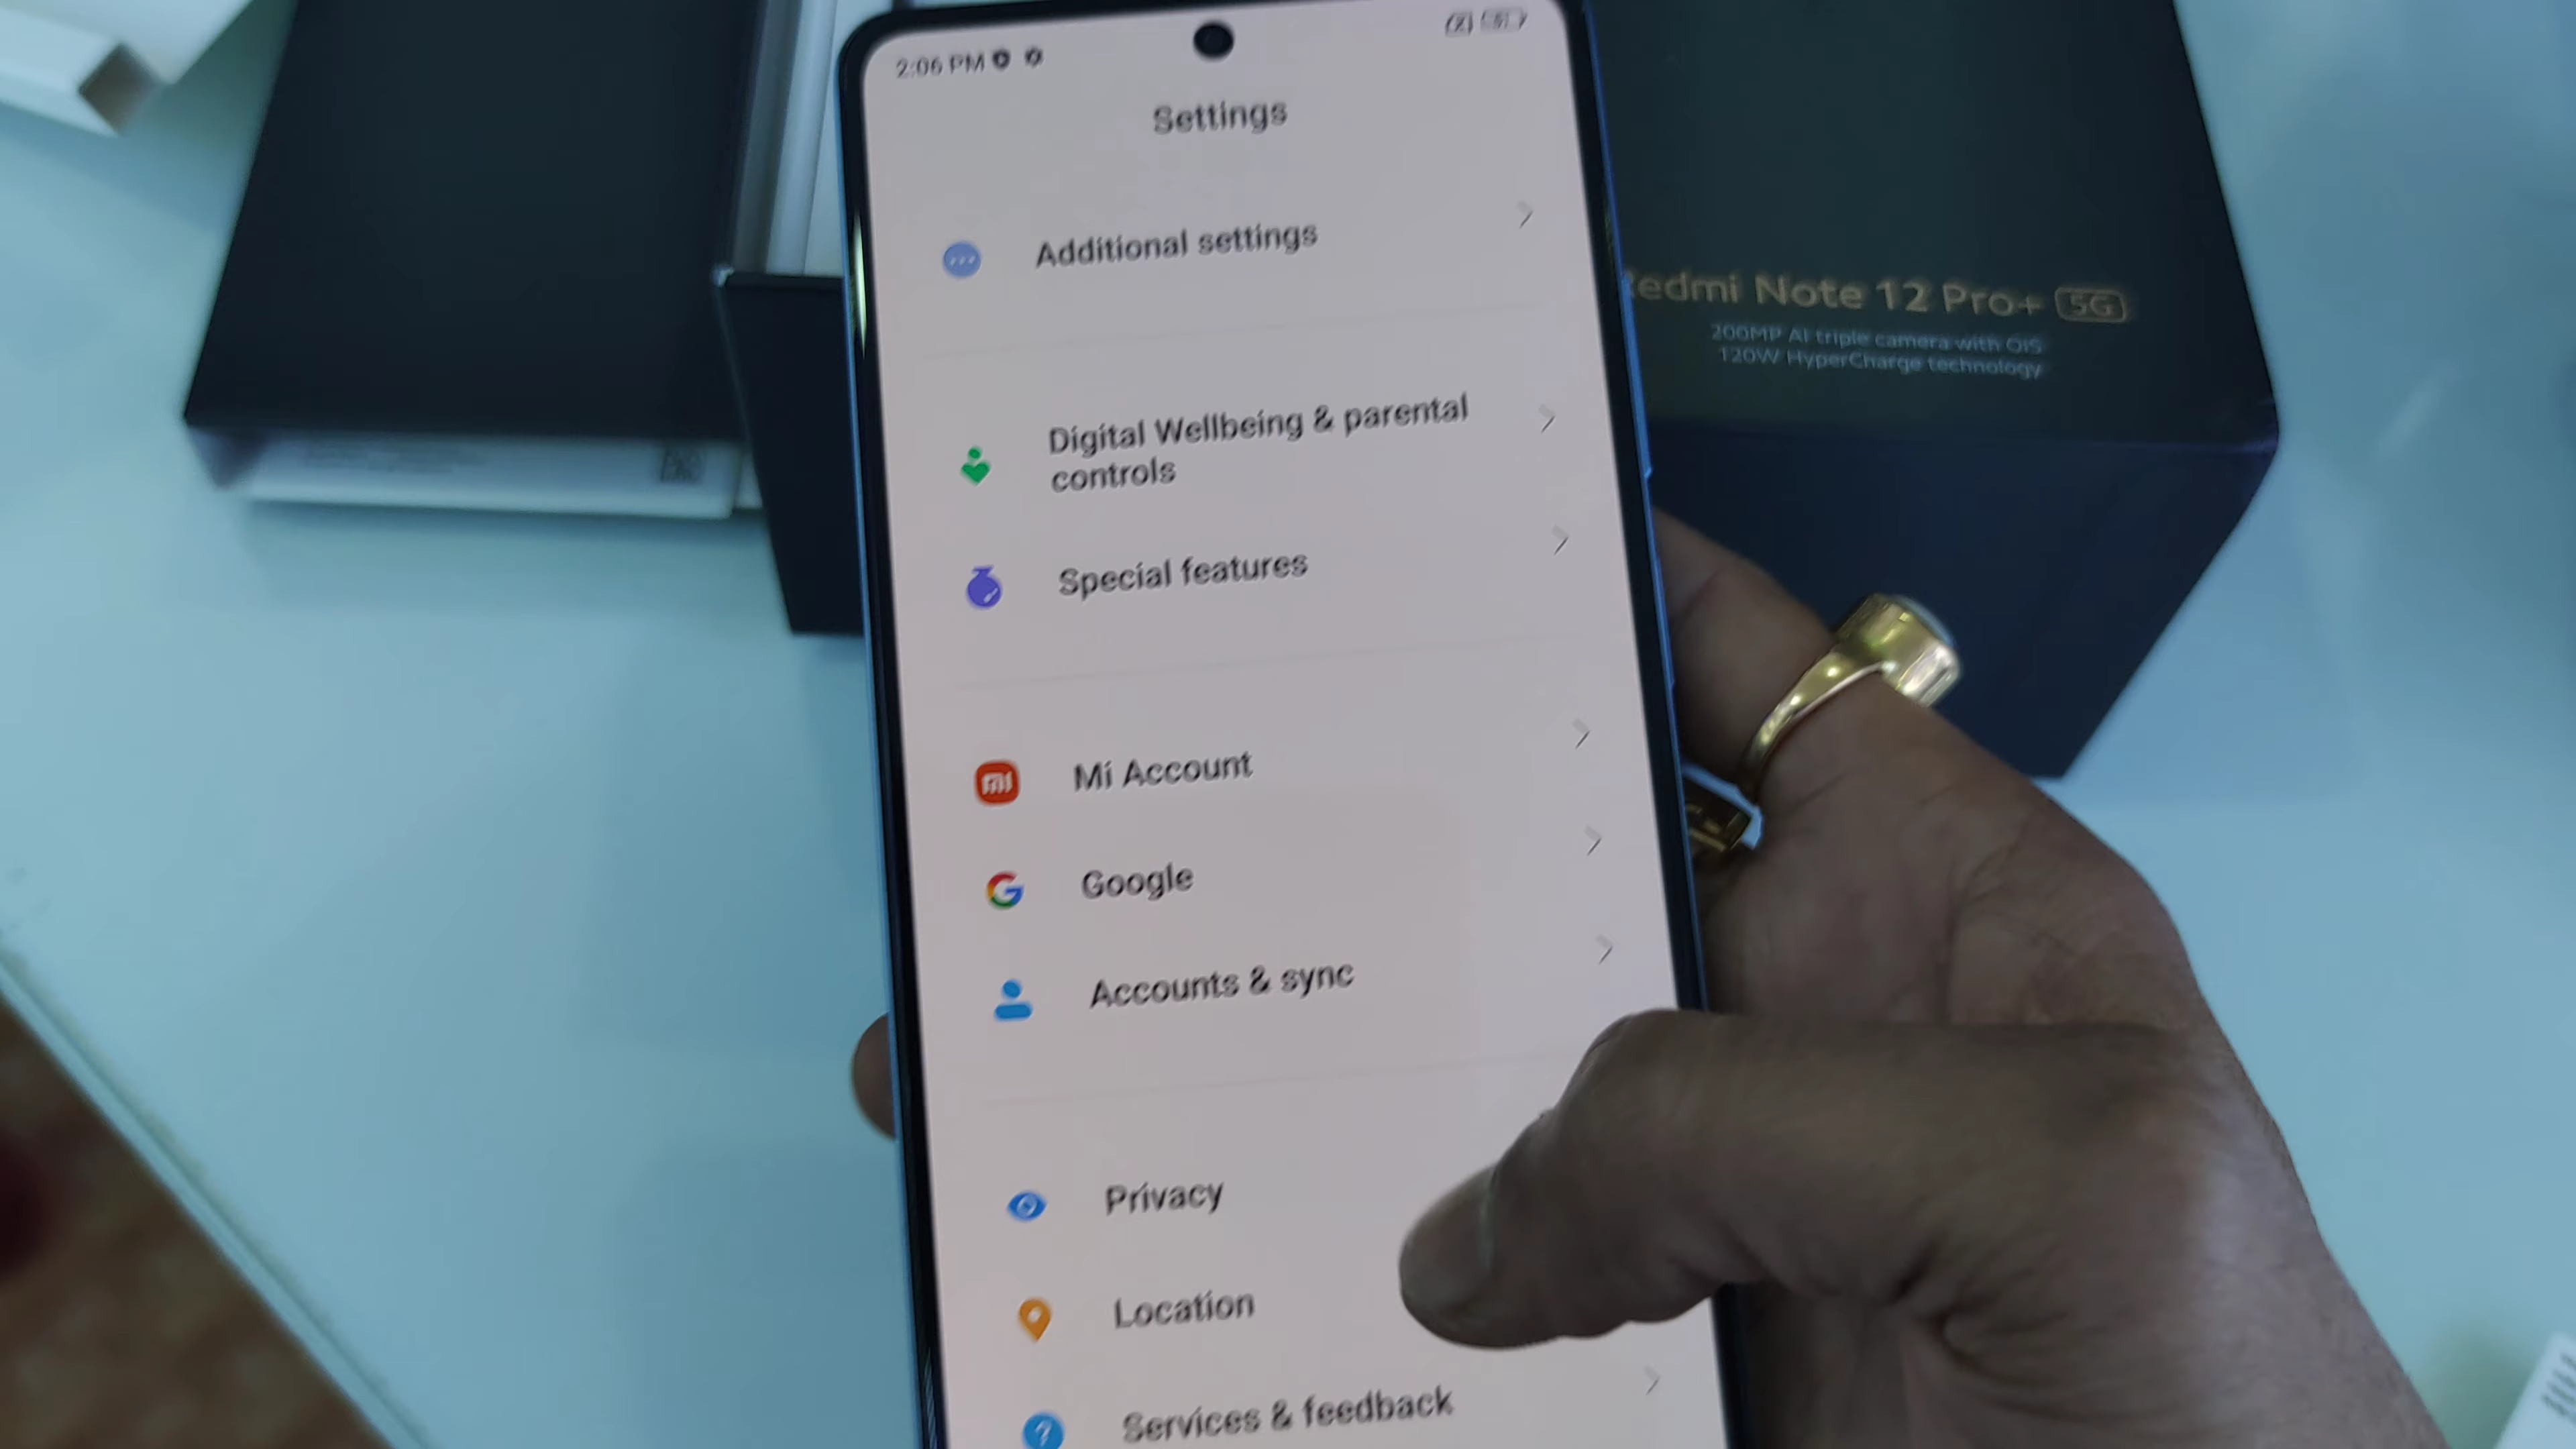 2:06 PM
Settings
Additional settings
Digital Wellbeing & parental
controls
Special features
mi
Mi Account
G
Google
Accounts & sync
Privacy
Location
?
Services & feedback
Redmi Note 12 Pro+ 5G
200MP AI triple camera with OIS
120W HyperCharge technology